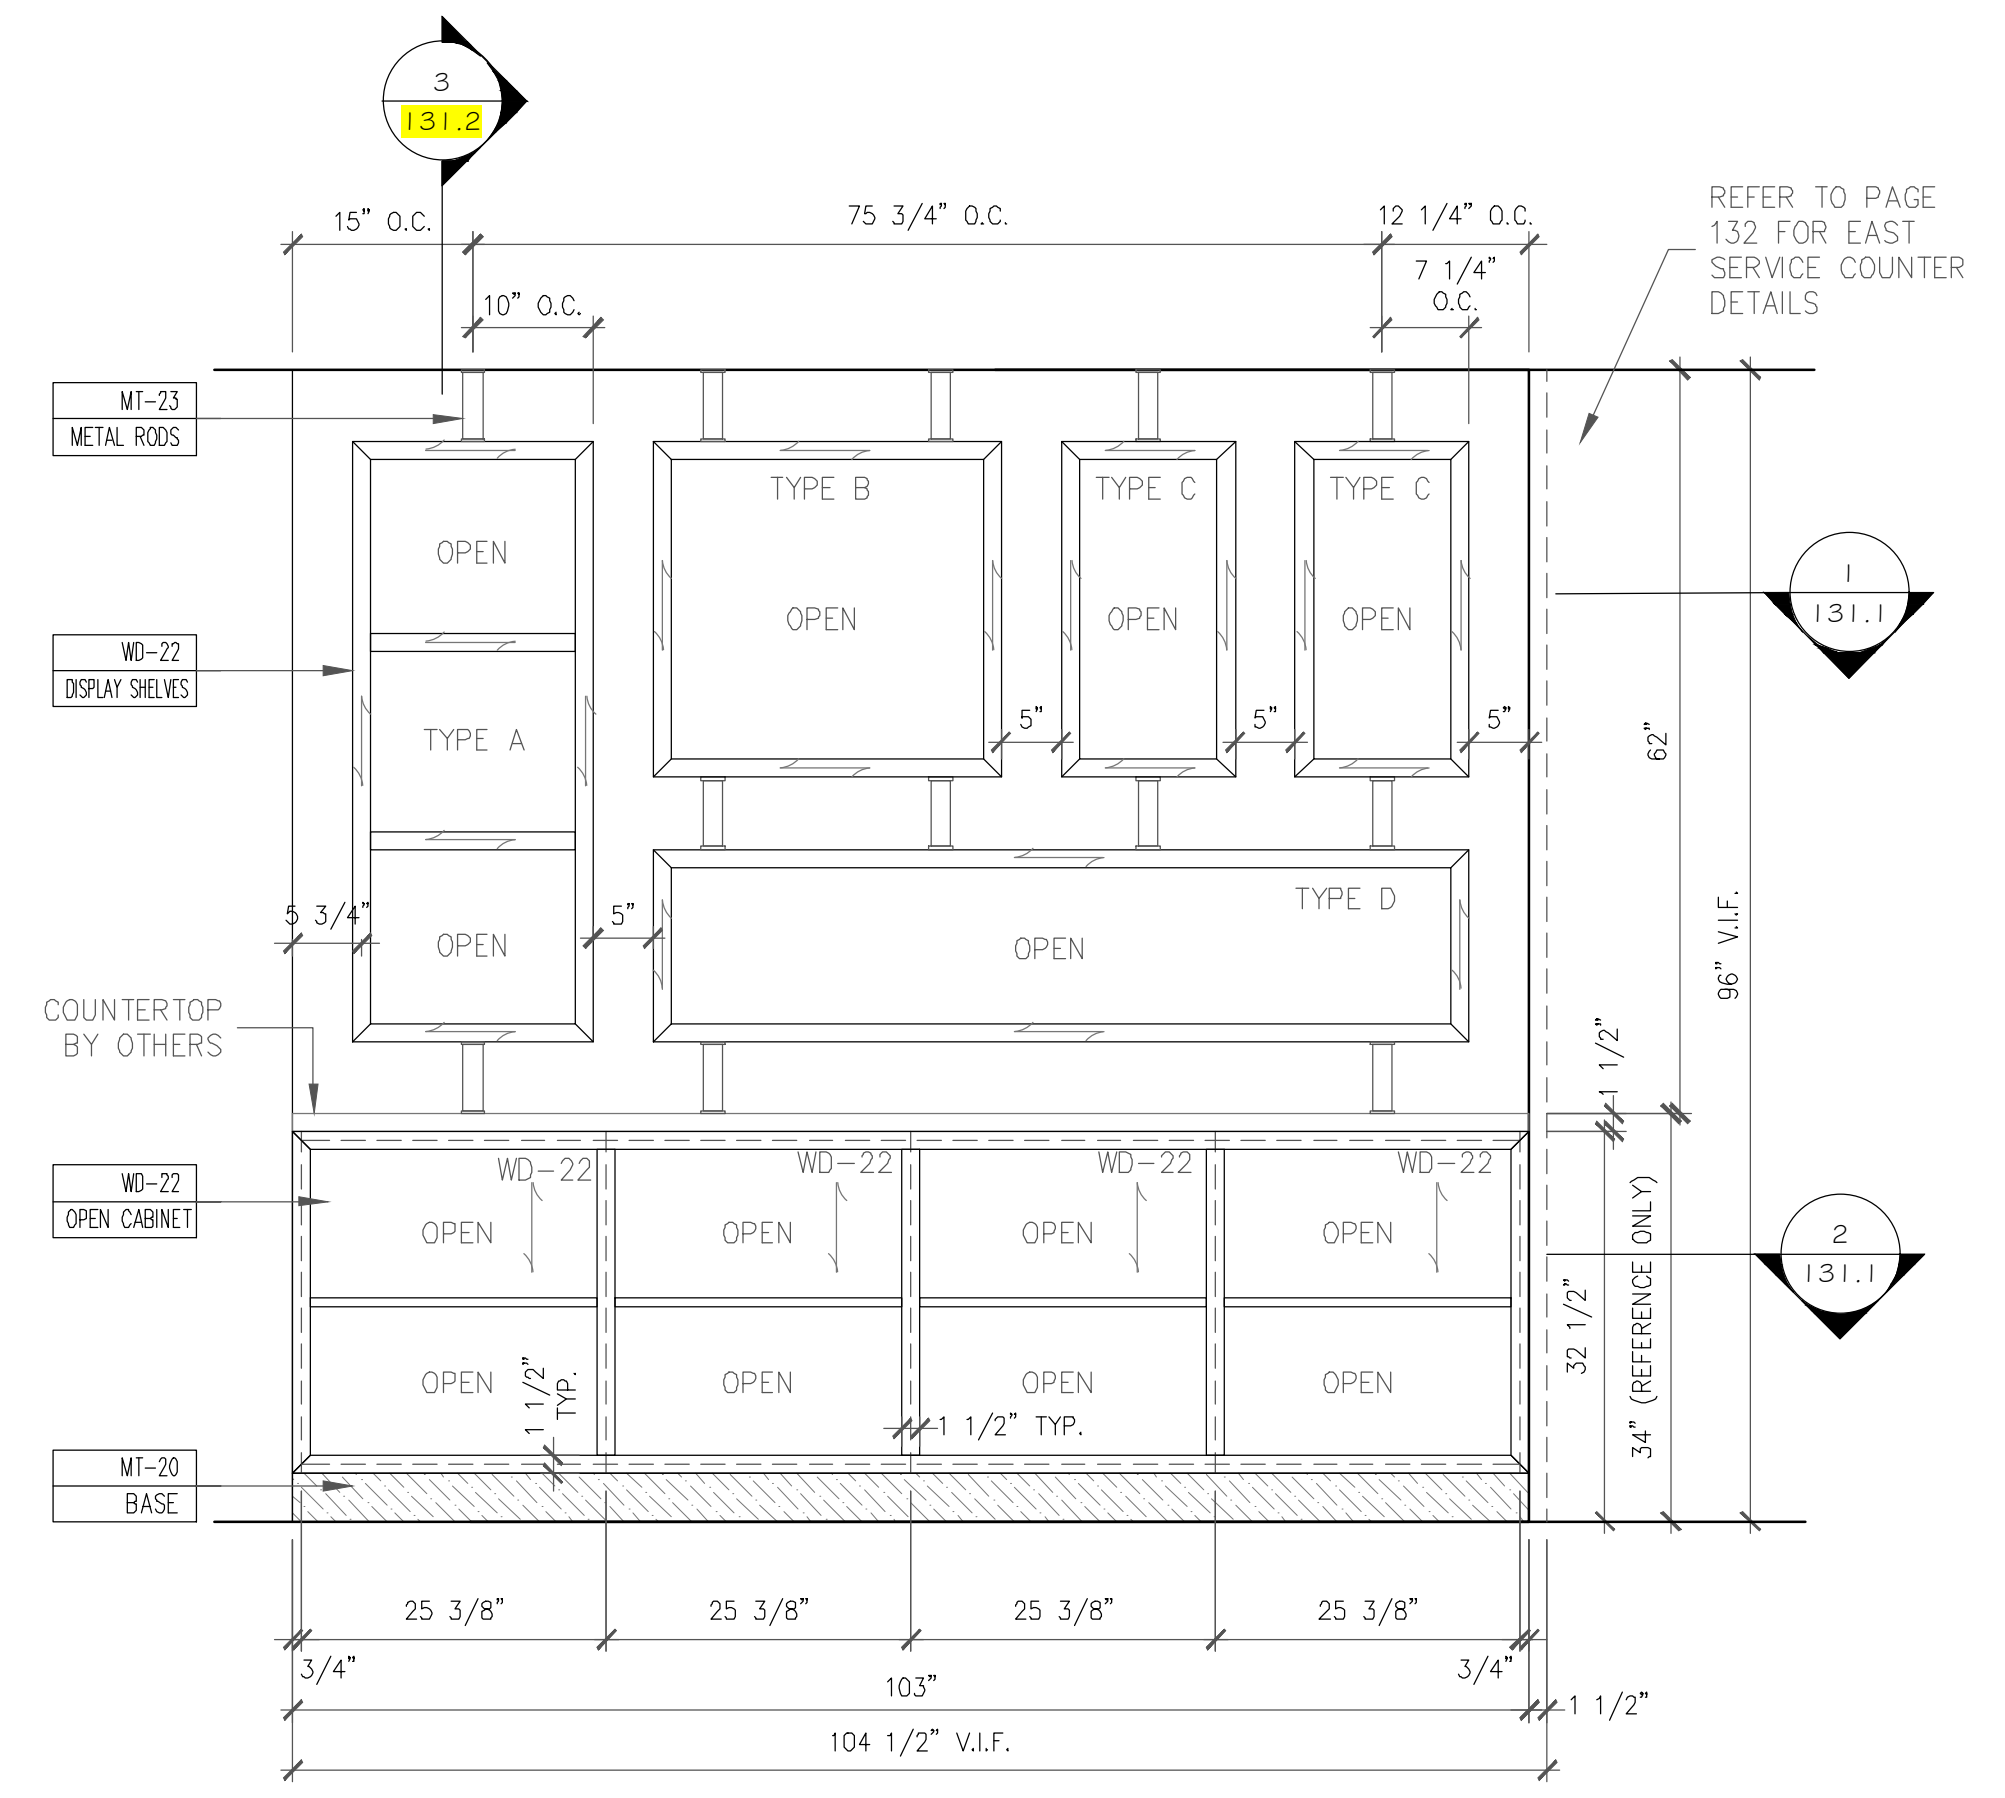 3
131.2
15” O.C.
75 3/4” O.C.
12 1/4” O.C.
10” O.C.
7 1/4”
O.C.
REFER TO PAGE
132 FOR EAST
SERVICE COUNTER
DETAILS
MT-23
METAL RODS
TYPE B
TYPE C
TYPE C
OPEN
OPEN
OPEN
OPEN
1
131.1
WD-22
DISPLAY SHELVES
TYPE A
5”
5”
5”
62”
5 3/4”
OPEN
5”
TYPE D
OPEN
96” V.I.F.
COUNTERTOP
BY OTHERS
1 1/2”
WD-22
OPEN CABINET
WD-22
WD-22
WD-22
WD-22
OPEN
OPEN
OPEN
OPEN
2
131.1
32 1/2”
34” (REFERENCE ONLY)
OPEN
1 1/2”
TYP.
OPEN
OPEN
OPEN
1 1/2” TYP.
MT-20
BASE
25 3/8”
25 3/8”
25 3/8”
25 3/8”
3/4”
3/4”
103”
1 1/2”
104 1/2” V.I.F.